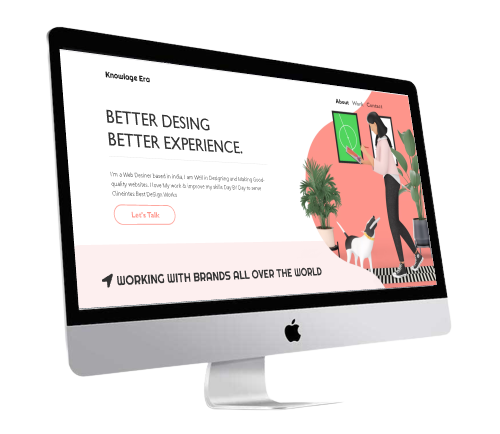 Knowlage Era
About Work Contact
BETTER DESING
BETTER EXPERIENCE.
I'm a Web Desiner based in india, I am Well in Designing and Making Good
quality websites. I love My work & Improve my skills Day BY Day to serve
Clineintes Best DeSign Works
Let's Talk
WORKING WITH BRANDS ALL OVER THE WORLD